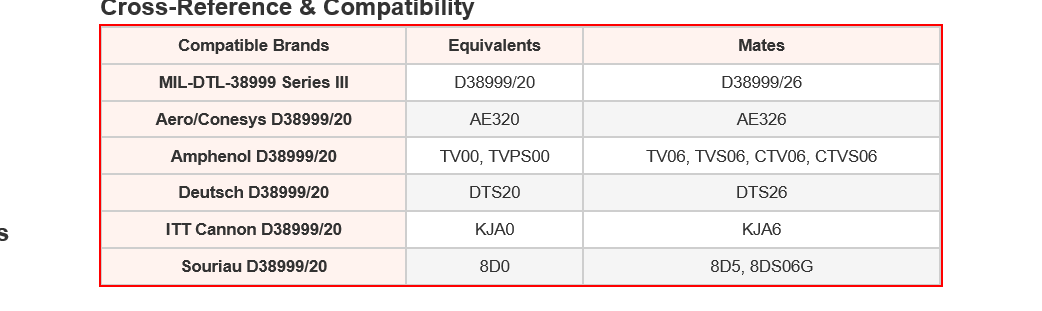 Cross-Reference & Compatibility
Compatible Brands Equivalents Mates
MIL-DTL-38999 Series III D38999/20 D38999/26
Aero/Conesys D38999/20 AE320 AE326
Amphenol D38999/20 TV00, TVPS00 TV06, TVS06, CTV06, CTVS06
Deutsch D38999/20 DTS20 DTS26
s
ITT Cannon D38999/20 KJA0 KJA6
Souriau D38999/20 8D0 8D5, 8DS06G